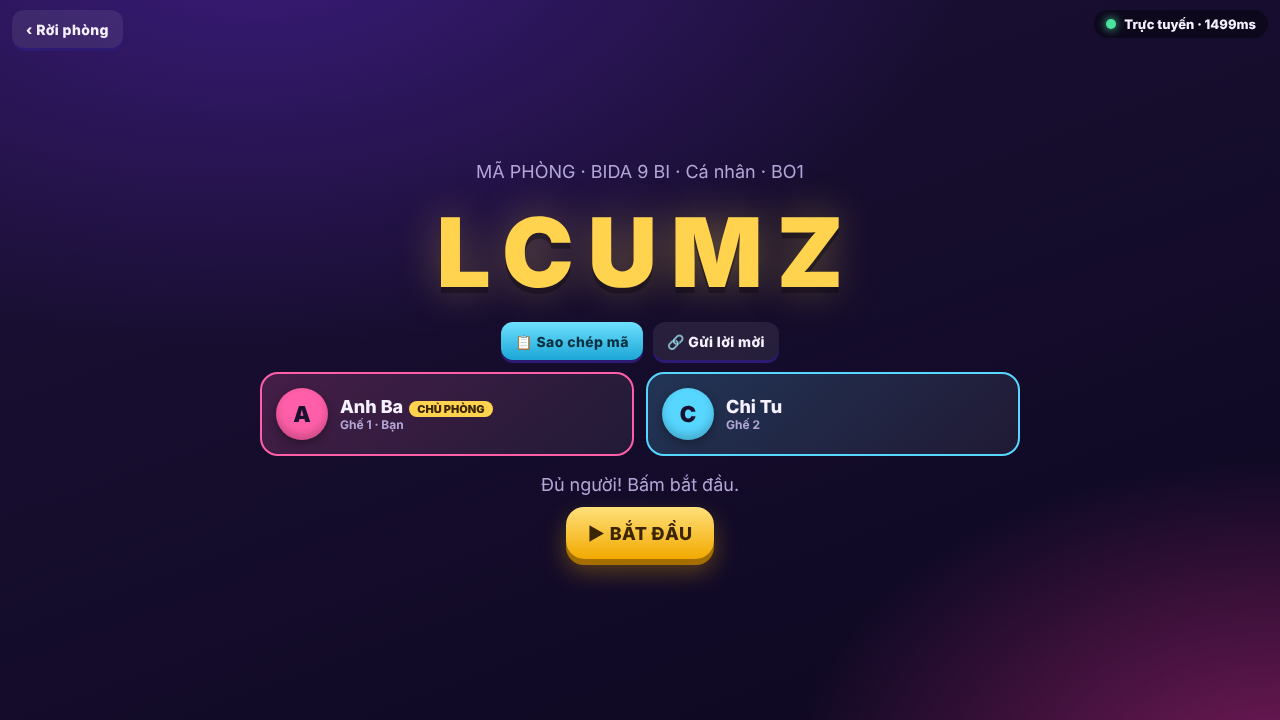 ‹ Rời phòng
Trực tuyến · 1499ms
MÃ PHÒNG · BIDA 9 BI · Cá nhân · BO1
LCUMZ
Sao chép mã
Gửi lời mời
A
Anh Ba CHỦ PHÒNG
Ghế 1 · Bạn
C
Chi Tu
Ghế 2
Đủ người! Bấm bắt đầu.
▶ BẮT ĐẦU